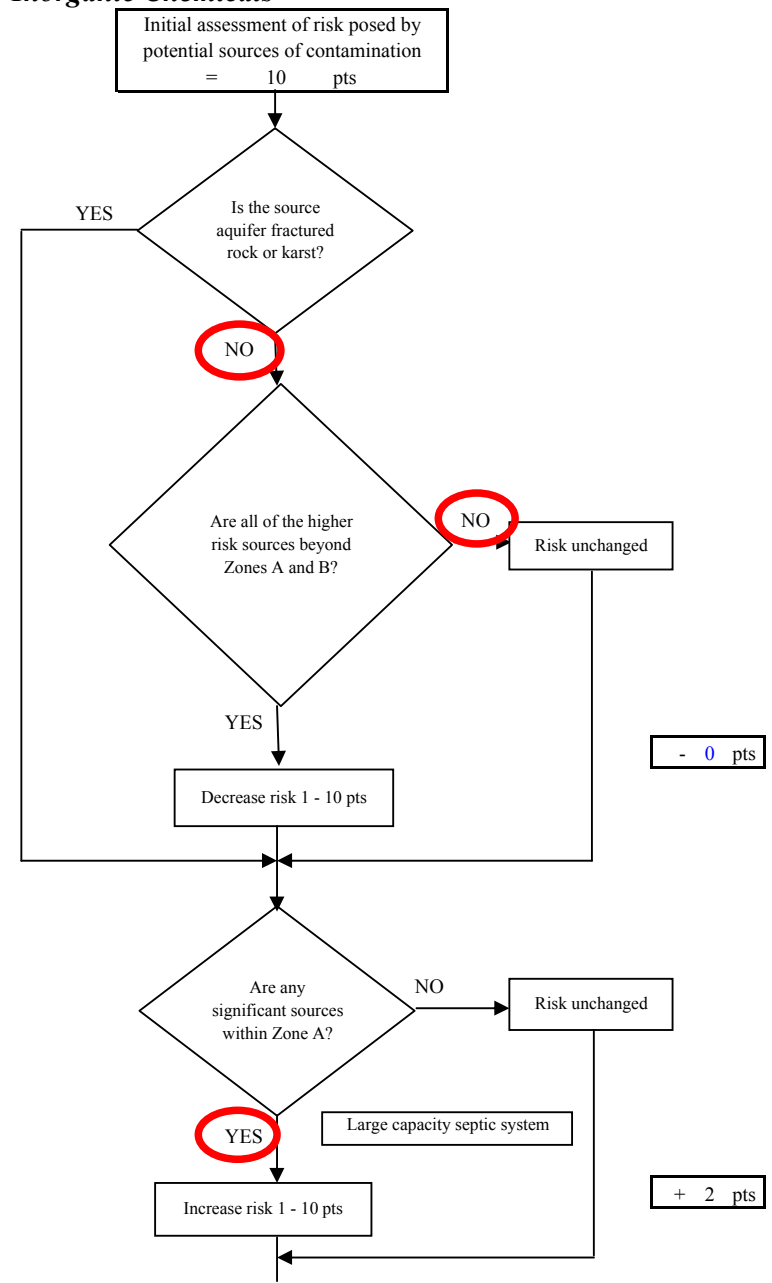 Inorganic Chemicals
Initial assessment of risk posed by
potential sources of contamination
= 10 pts
Is the source
aquifer fractured
rock or karst?
YES
NO
Are all of the higher
risk sources beyond
Zones A and B?
NO
Risk unchanged
YES
- 0 pts
Decrease risk 1 - 10 pts
Are any
significant sources
within Zone A?
NO
Risk unchanged
YES
Large capacity septic system
Increase risk 1 - 10 pts
+ 2 pts